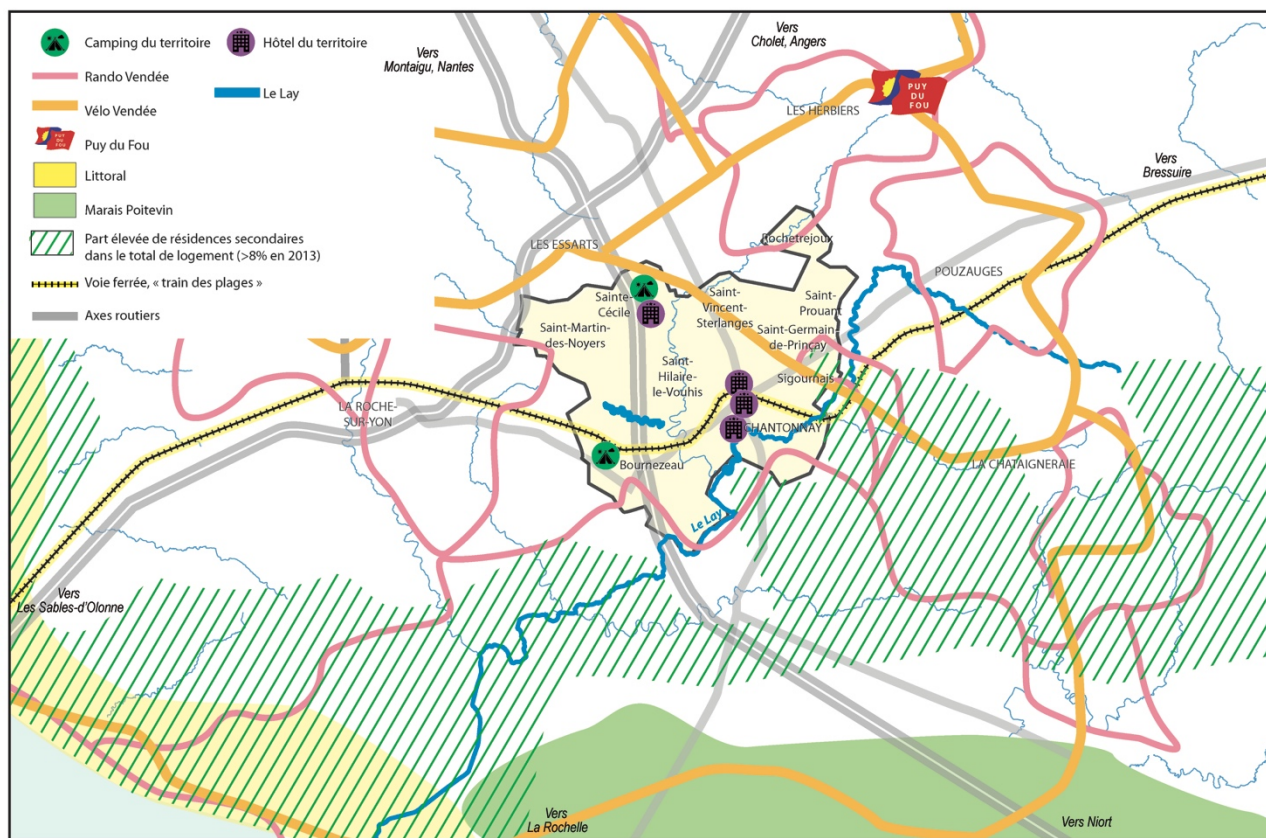 Camping du territoire
Hôtel du territoire
Rando Vendée
Le Lay
Vélo Vendée
PUY
DU
FOU
Puy du Fou
Littoral
Marais Poitevin
Part élevée de résidences secondaires
dans le total de logement (>8% en 2013)
Voie ferrée, « train des plages »
Axes routiers
Vers
Montaigu, Nantes
Vers
Cholet, Angers
PUY
DU
FOU
LES HERBIERS
Vers
Bressuire
Rochetrejoux
LES ESSARTS
POUZAUGES
Sainte-
Cécile
Saint-
Vincent-
Sterlanges
Saint-
Prouant
Saint-Martin-
des-Noyers
Saint-Germain
de-Prinçay
Saint-
Hilaire-
le-Vouhis
Sigournais
LA ROCHE-
SUR-YON
CHANTONNAY
Bournezeau
LA CHATAIGNERAIE
Le Lay
Vers
Les Sables-d'Olonne
Vers
La Rochelle
Vers Niort